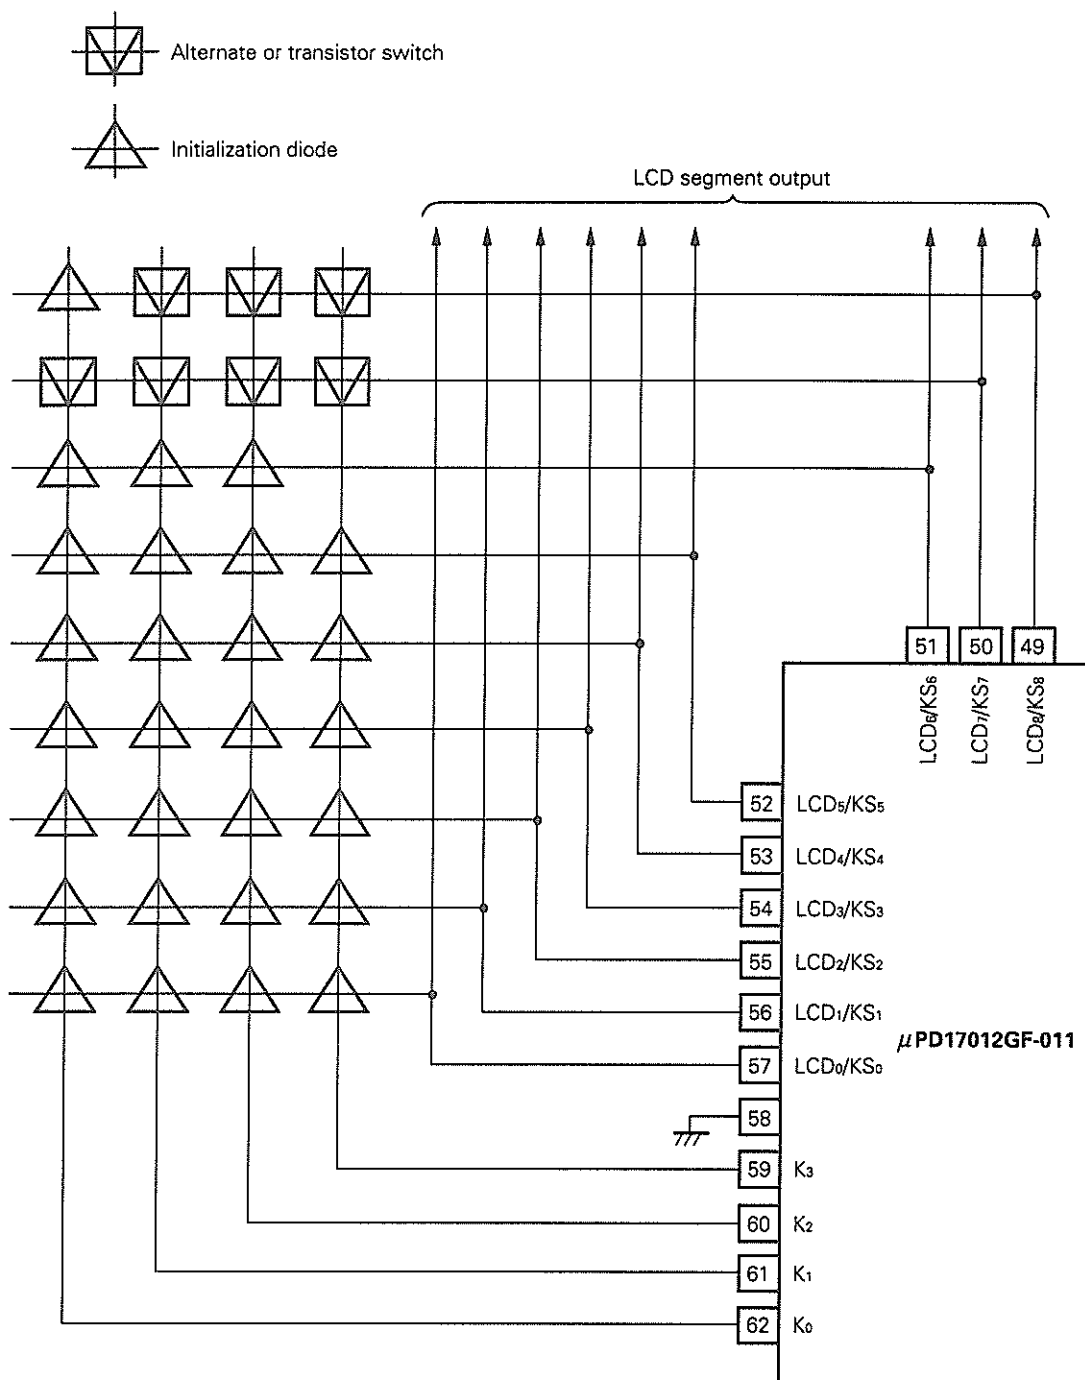 Alternate or transistor switch
Initialization diode
LCD segment output
51
50
49
LCD₆/KS₆
LCD₇/KS₇
LCD₈/KS₈
52 LCD₅/KS₅
53 LCD₄/KS₄
54 LCD₃/KS₃
55 LCD₂/KS₂
56 LCD₁/KS₁
μPD17012GF-011
57 LCD₀/KS₀
58
59 K₃
60 K₂
61 K₁
62 K₀